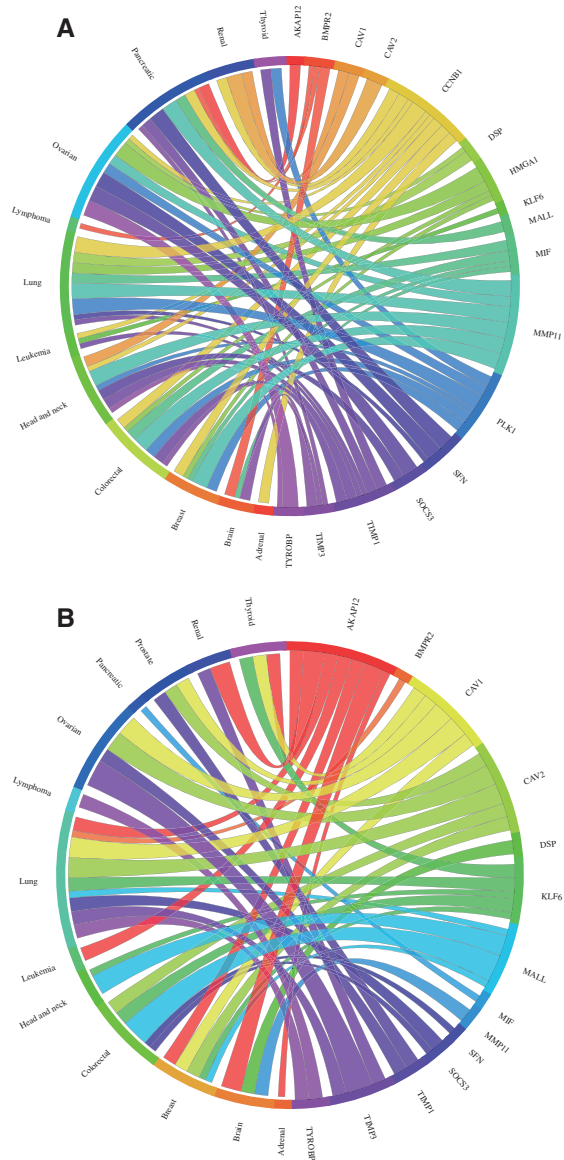 A
Thyroid
AKAP12
BMPR2
CAV1
CAV2
CCNB1
DSP
HMGA1
KLF6
MALL
MIF
MMP11
PLK1
SFN
SOCS3
TIMP1
TIMP3
TYROBP
Adrenal
Brain
Breast
Colorectal
Head and neck
Leukemia
Lung
Lymphoma
Ovarian
Pancreatic
Renal
B
Thyroid
AKAP12
BMPR2
CAV1
CAV2
DSP
KLF6
MALL
MIF
MMP11
SFN
SOCS3
TIMP1
TIMP3
TYROBP
Adrenal
Brain
Breast
Colorectal
Head and neck
Leukemia
Lung
Lymphoma
Ovarian
Pancreatic
Prostate
Renal